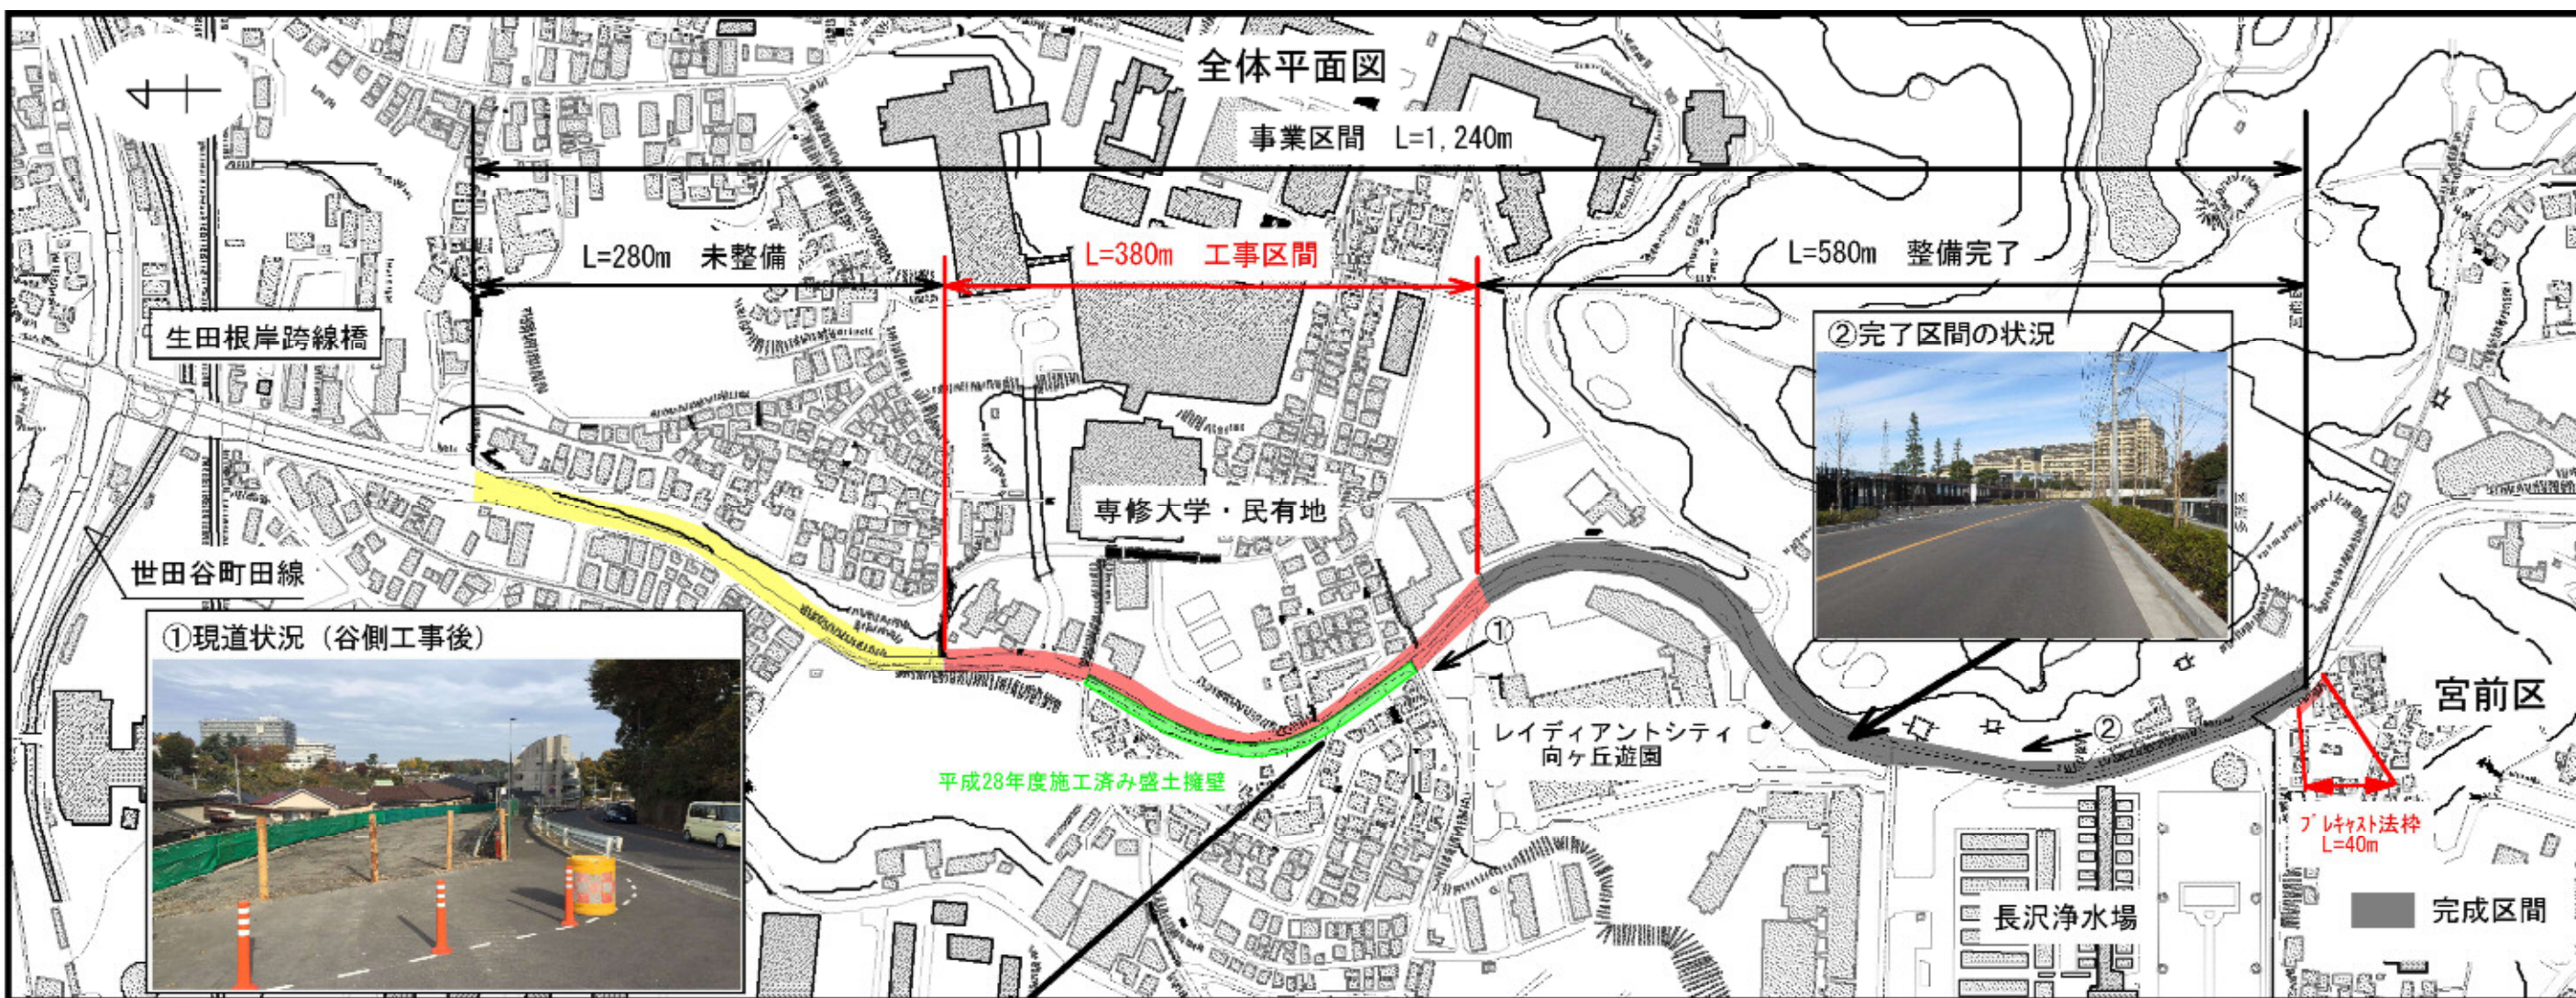 全体平面図
事業区間 L=1,240m
L=280m 未整備
L=380m 工事区間
L=580m 整備完了
生田根岸跨線橋
②完了区間の状況
専修大学・民有地
世田谷町田線
①現道状況（谷側工事後）
①
レイディアントシティ
向ヶ丘遊園
②
宮前区
平成28年度施工済み盛土擁壁
プレキャスト法枠
L=40m
長沢浄水場
完成区間